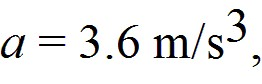 a = 3.6 m/s³,